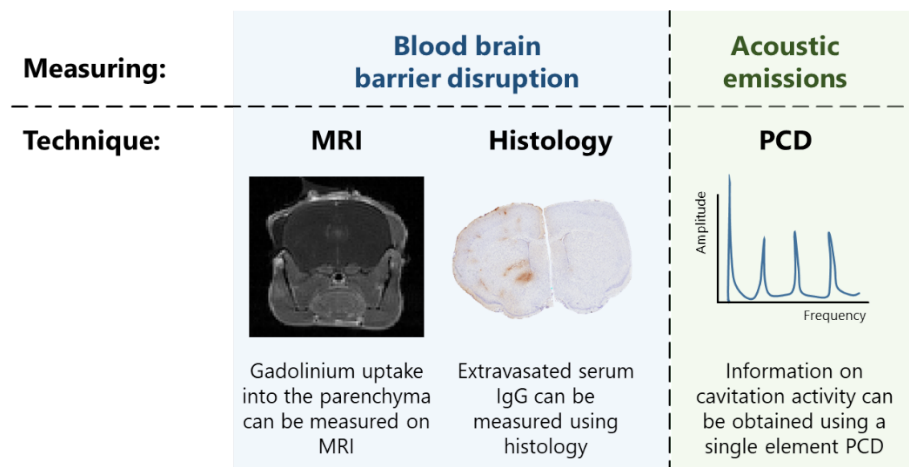 Measuring:
Blood brain
barrier disruption
Acoustic
emissions
Technique:
MRI
Histology
PCD
Amplitude
Frequency
Gadolinium uptake
into the parenchyma
can be measured on
MRI
Extravasated serum
IgG can be
measured using
histology
Information on
cavitation activity can
be obtained using a
single element PCD